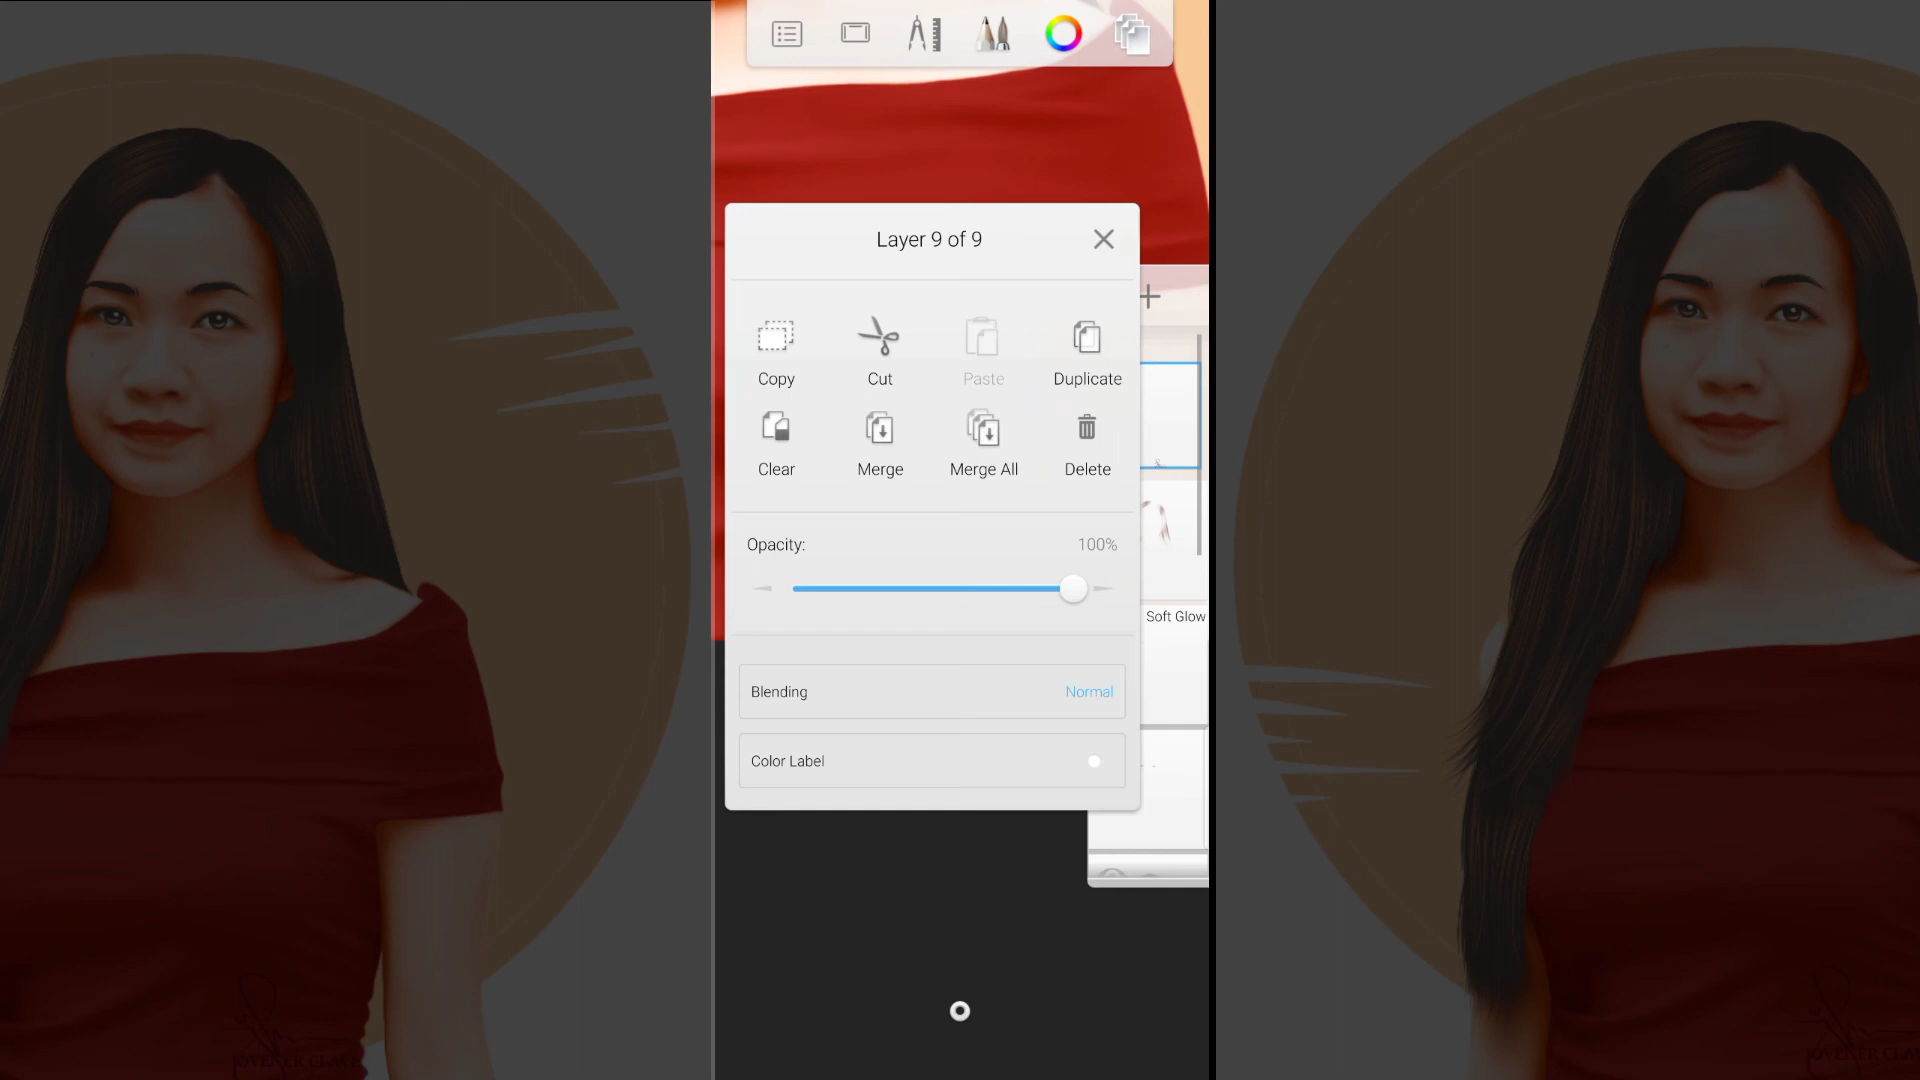 Layer 9 of 9
Copy
Cut
Paste
Duplicate
Clear
Merge
Merge All
Delete
Opacity:
100%
Soft Glow
Blending
Normal
Color Label